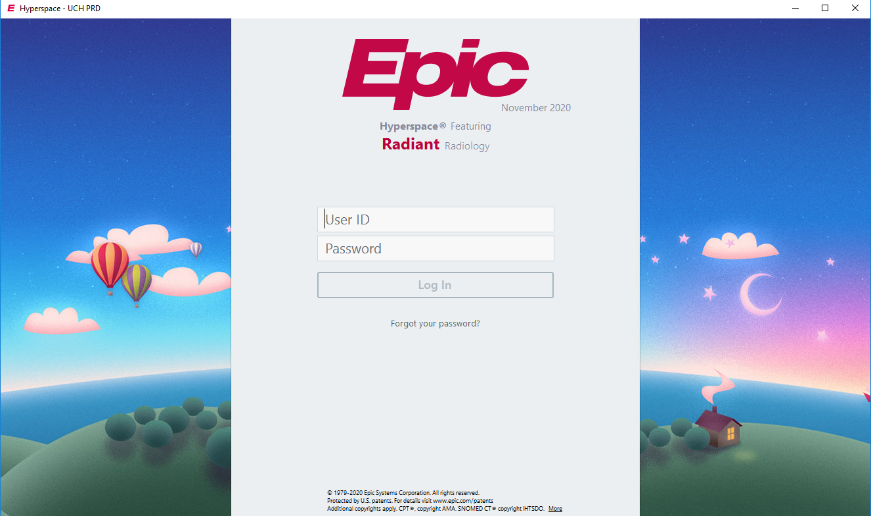 Hyperspace - UCH PRD
Epic
November 2020
Hyperspace® Featuring
Radiant Radiology
User ID
Password
Log In
Forgot your password?
© 1979-2020 Epic Systems Corporation. All rights reserved.
Protected by U.S. patents. For details visit www.epic.com/patents
Additional copyrights apply. CPT®, copyright AMA. SNOMED CT® copyright IHTSDO. More